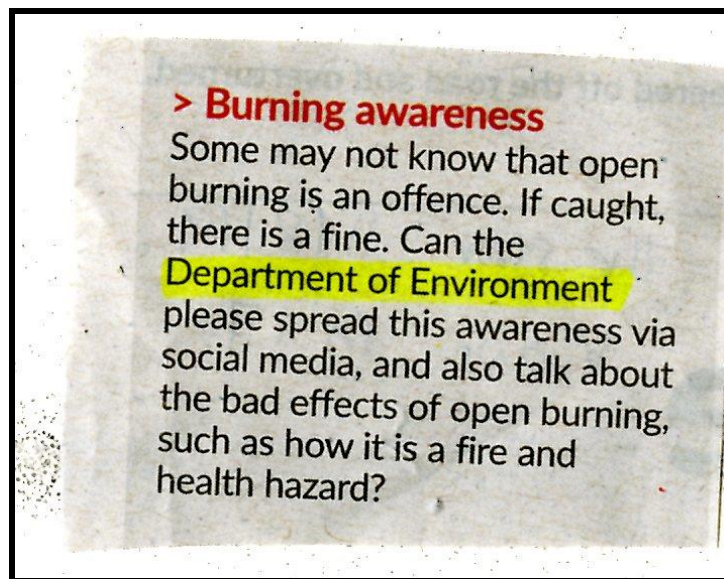 > Burning awareness
Some may not know that open
burning is an offence. If caught,
there is a fine. Can the
Department of Environment
please spread this awareness via
social media, and also talk about
the bad effects of open burning,
such as how it is a fire and
health hazard?